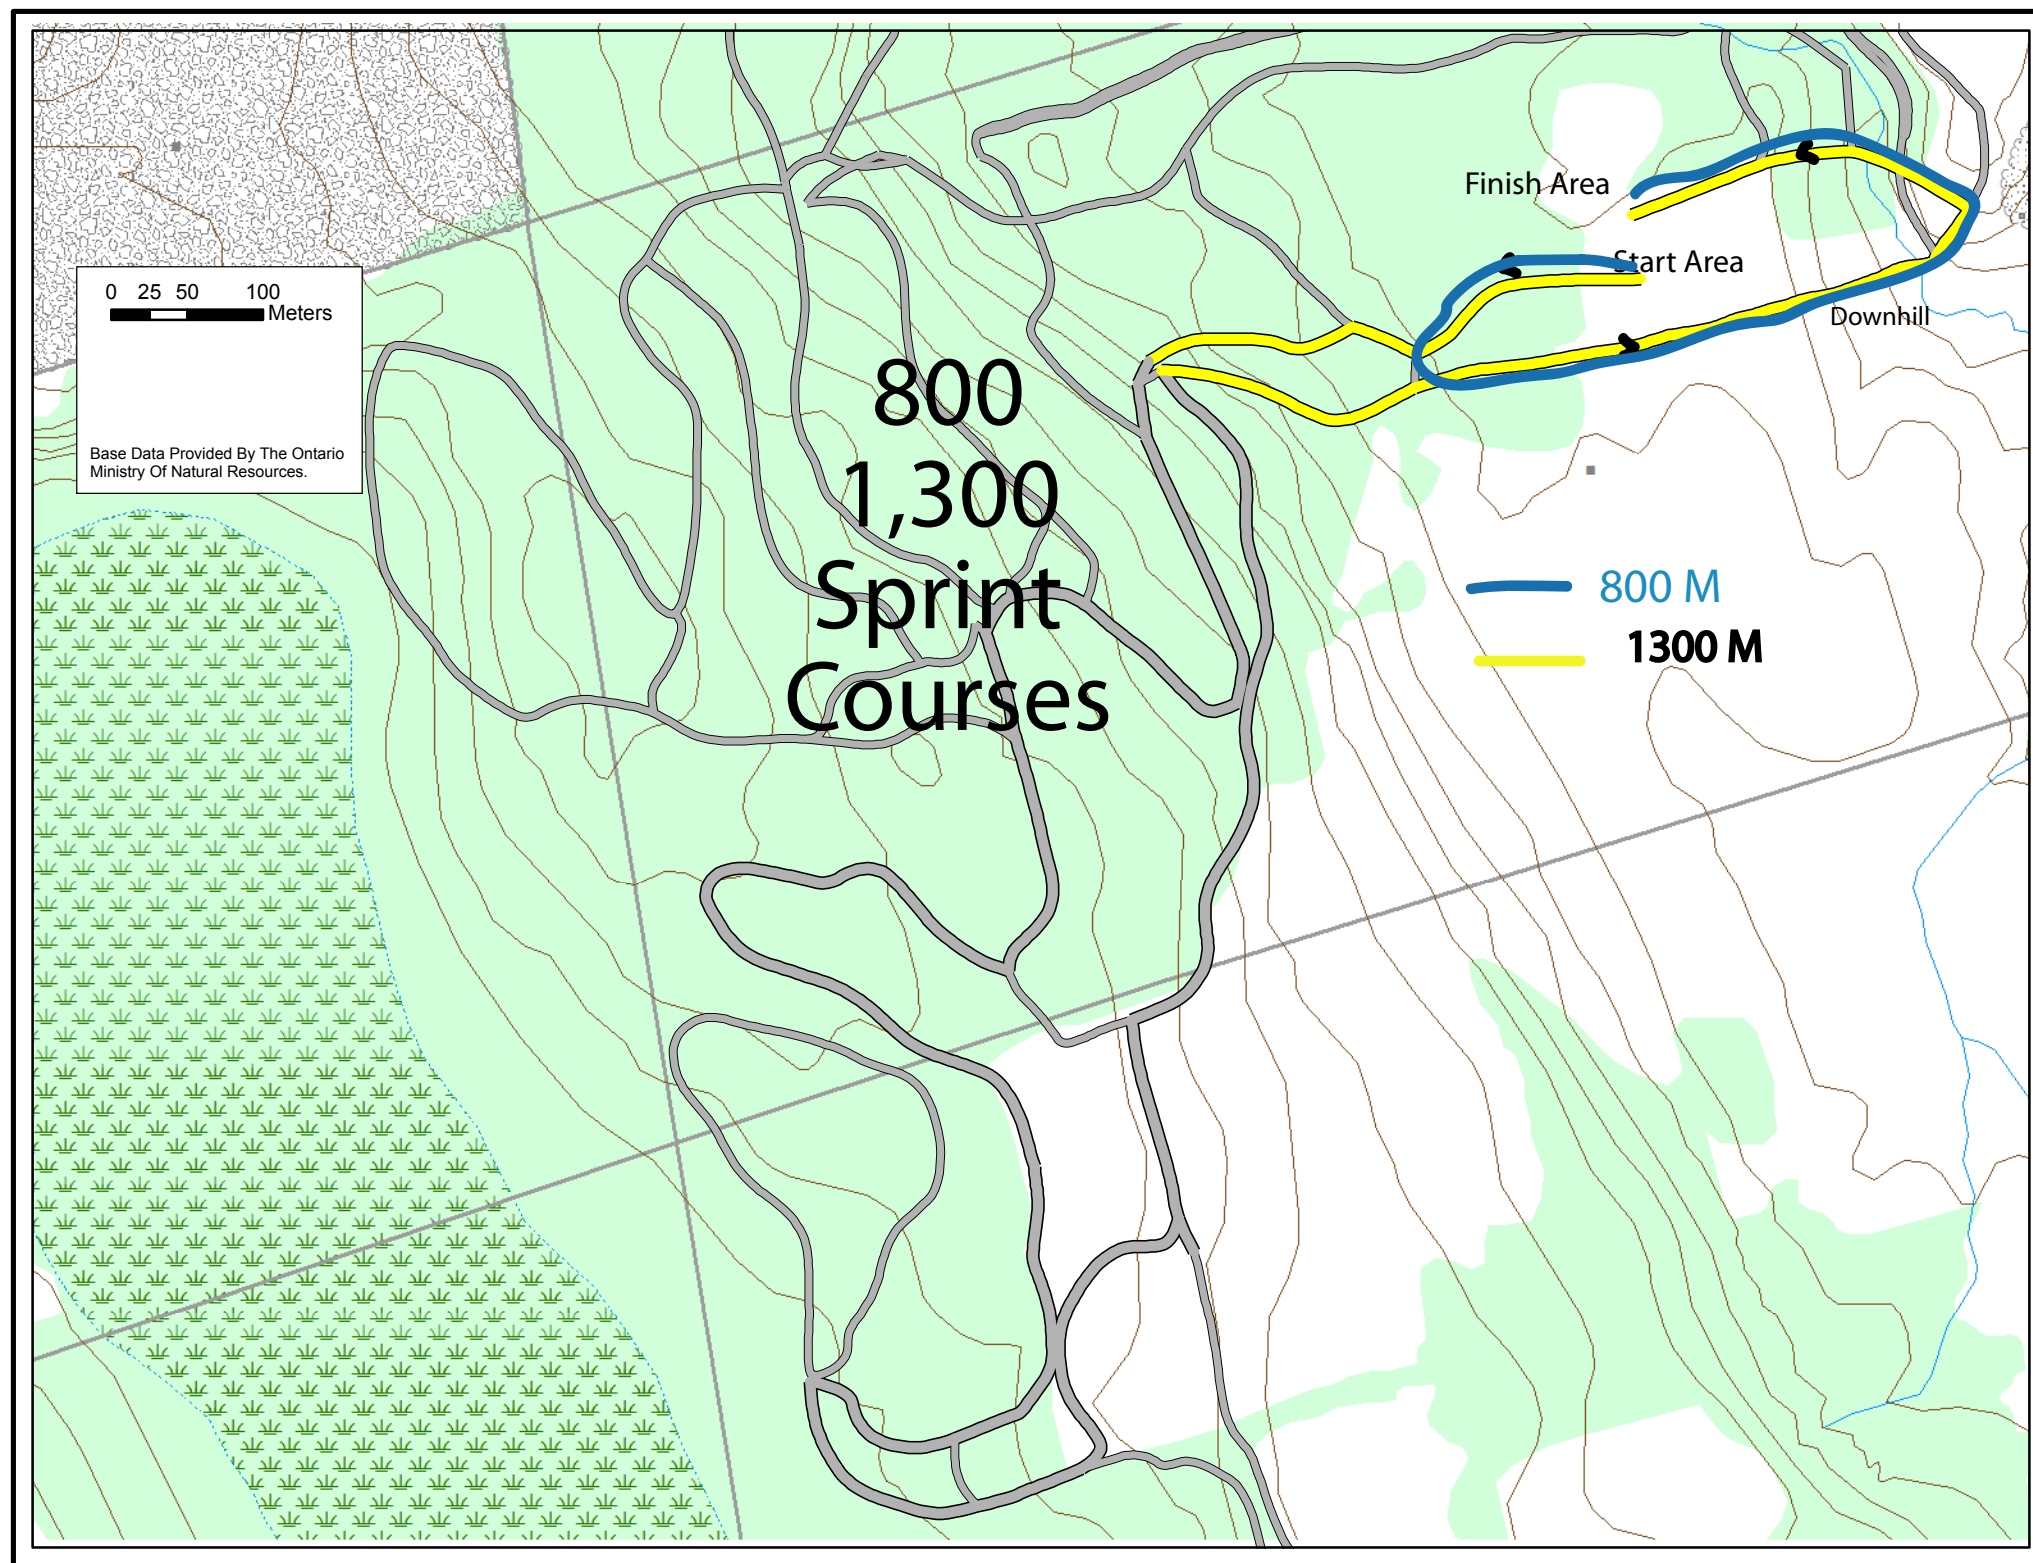 Finish Area
Start Area
0 25 50 100
Meters
Downhill
800
1,300
Sprint
Courses
Base Data Provided By The Ontario
Ministry Of Natural Resources.
800 M
1300 M